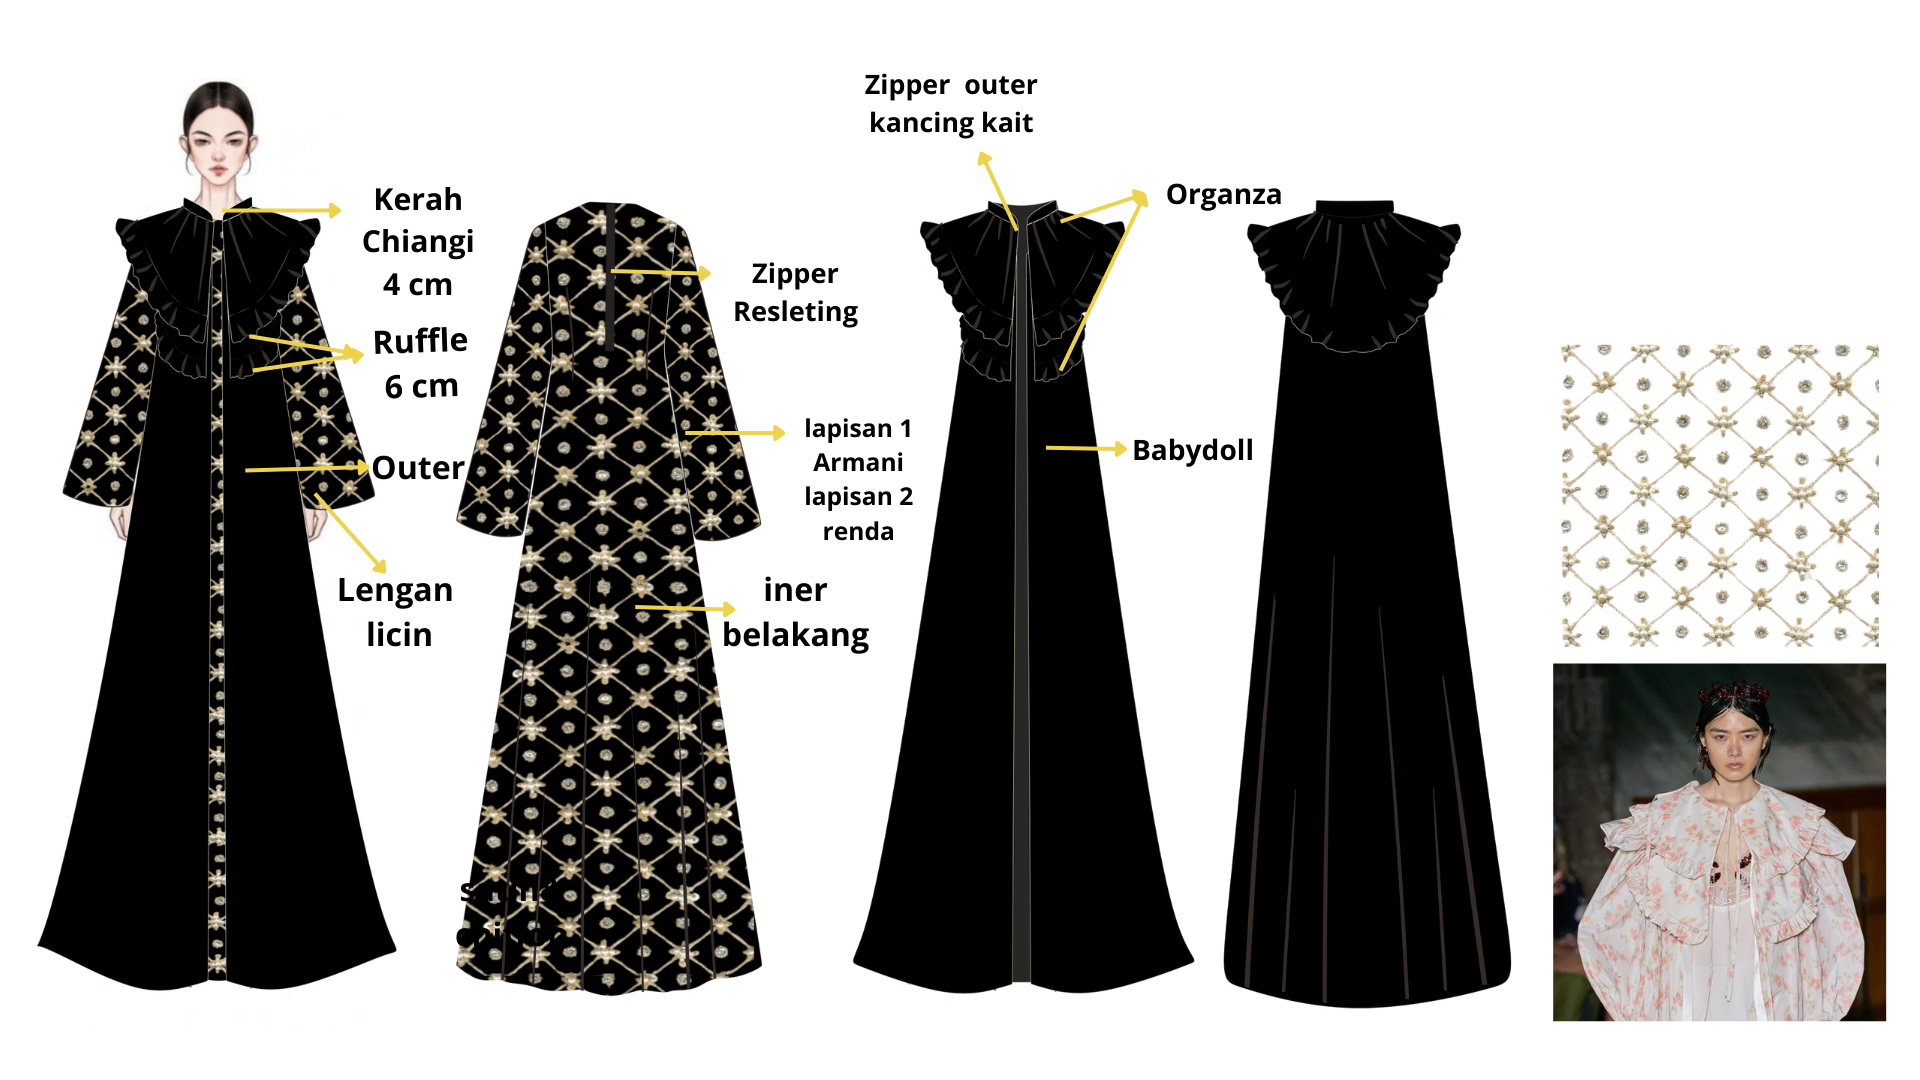 Zipper outer
kancing kait
Kerah
Chiangi
4 cm
Ruffle
6 cm
Outer
Lengan
licin
Zipper
Resleting
lapisan 1
Armani
lapisan 2
renda
iner
belakang
Organza
Babydoll